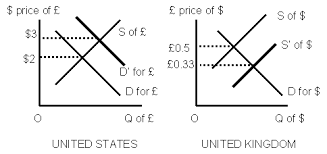 price of £
$3
$2
S of £
D' for £
D for £
O
Q of £
UNITED STATES
£ price of $
£0.5
£0.33
S of $
S' of $
D for $
O
Q of $
UNITED KINGDOM